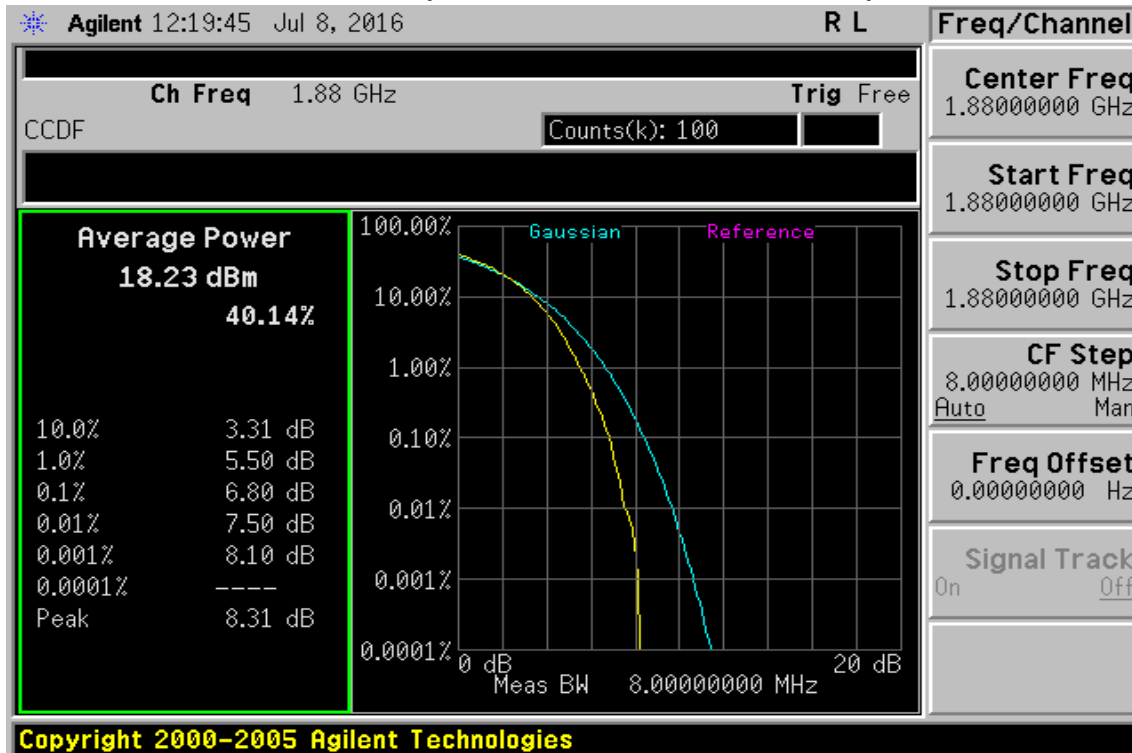 Agilent 12:19:45 Jul 8, 2016 R L
Freq/Channel
Ch Freq 1.88 GHz Trig Free
CCDF Counts(k): 100
Center Freq
1.88000000 GHz
Start Freq
1.88000000 GHz
Stop Freq
1.88000000 GHz
CF Step
8.00000000 MHz
Auto Man
Freq Offset
0.00000000 Hz
Signal Track
On Off
Average Power
18.23 dBm
40.14%
10.0% 3.31 dB
1.0% 5.50 dB
0.1% 6.80 dB
0.01% 7.50 dB
0.001% 8.10 dB
0.0001% ----
Peak 8.31 dB
Gaussian Reference
100.00%
10.00%
1.00%
0.10%
0.01%
0.001%
0.0001%
0 dB 20 dB
Meas BW 8.00000000 MHz
Copyright 2000-2005 Agilent Technologies